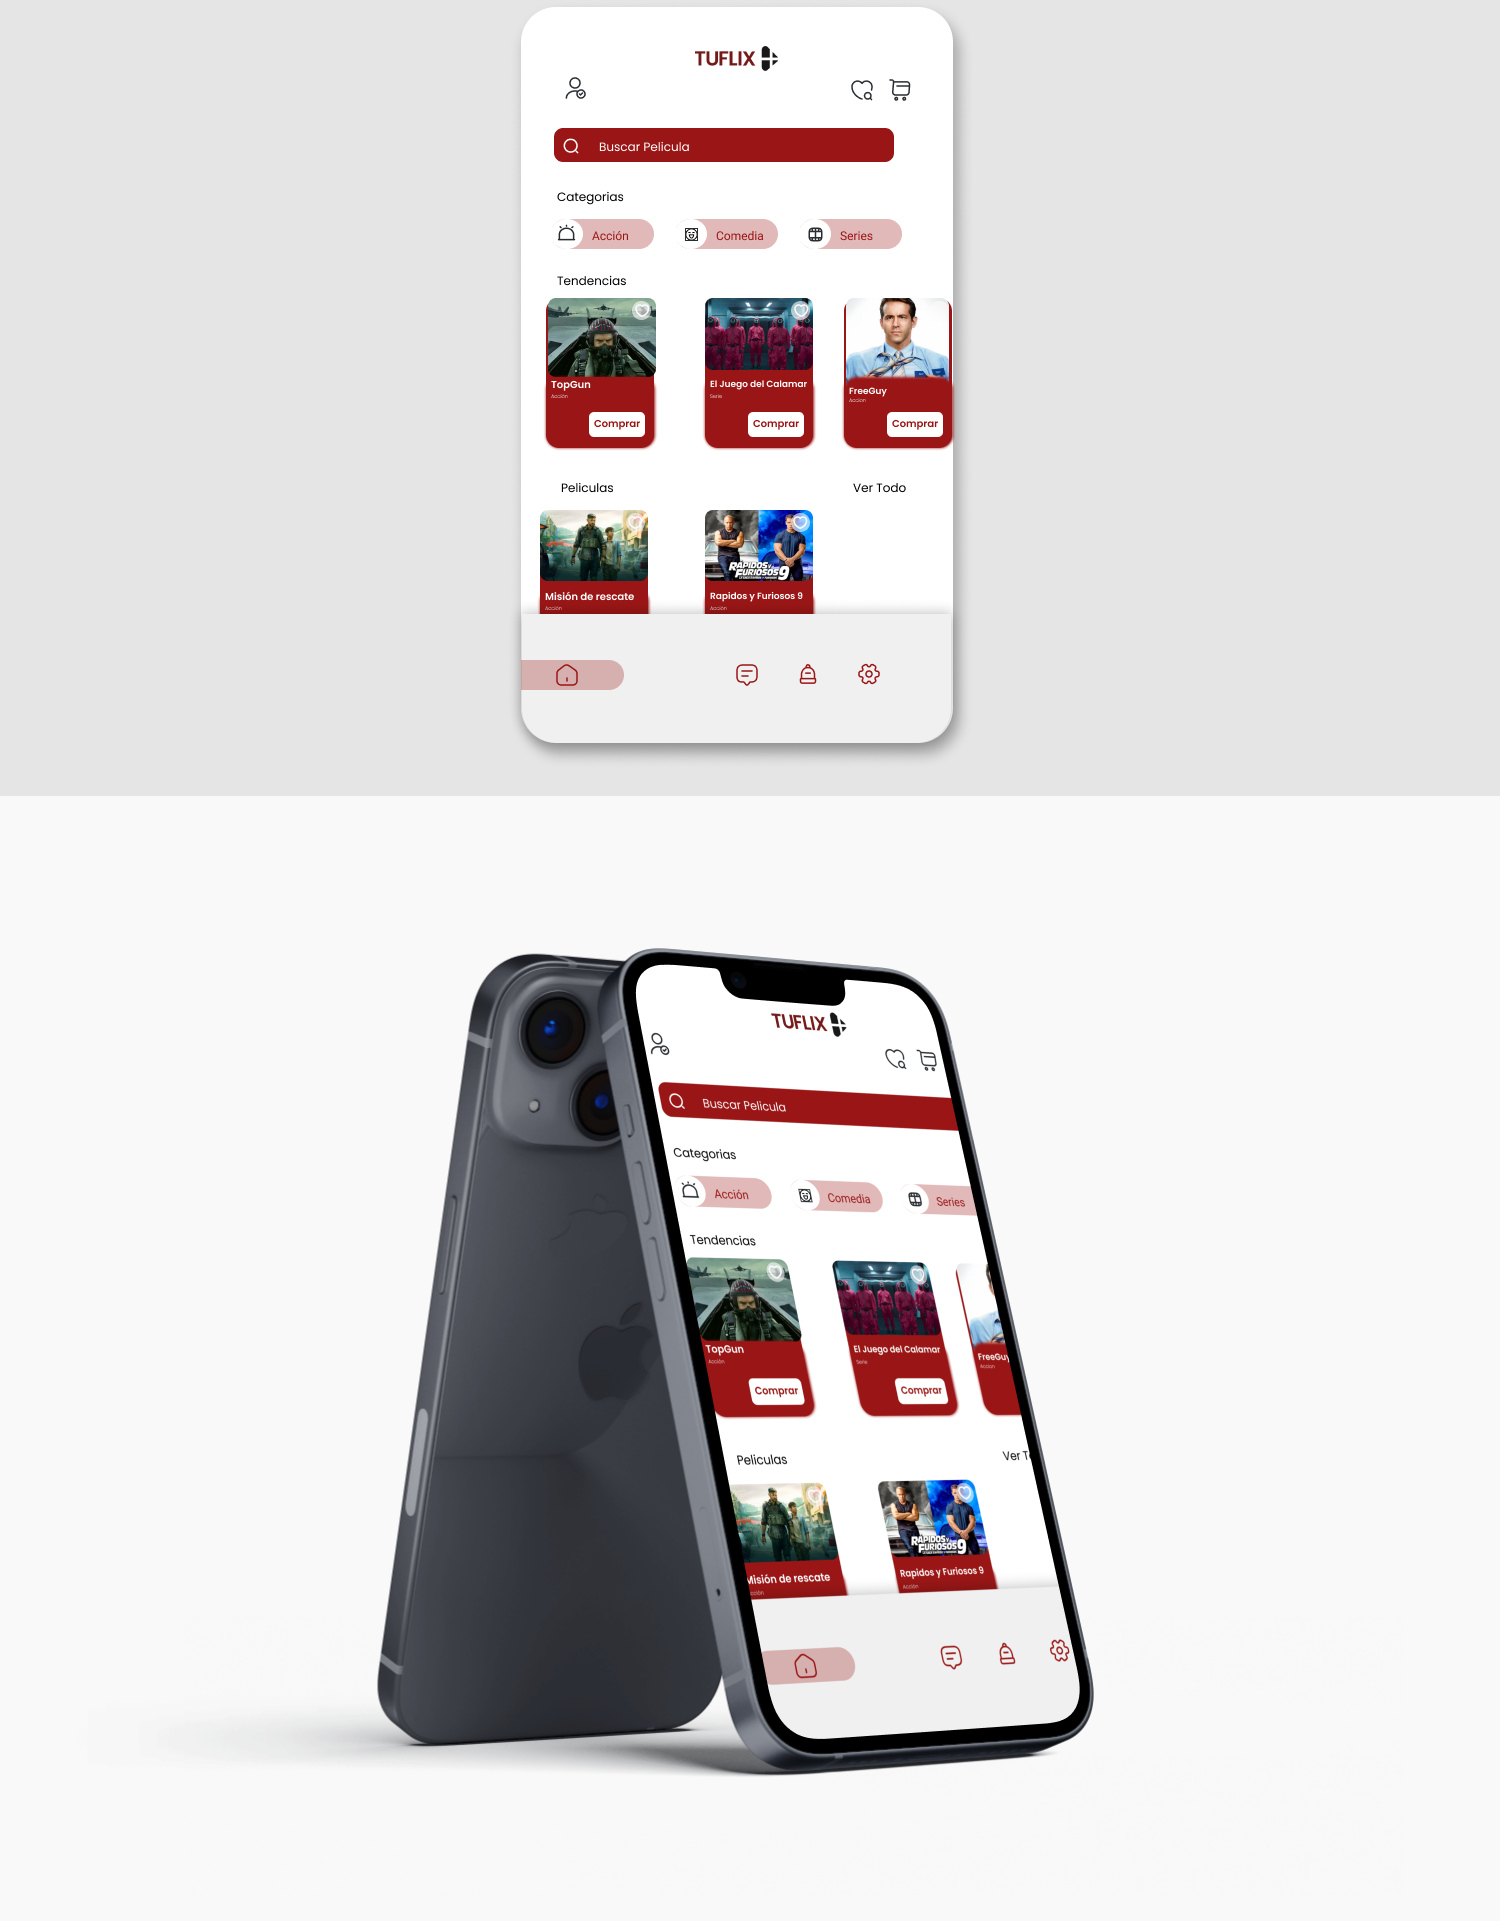 TUFLIX
Buscar Pelicula
Categorias
Acción
Comedia
Series
Tendencias
TopGun
Acción
Comprar
El Juego del Calamar
Serie
Comprar
FreeGuy
Accion
Comprar
Peliculas
Ver Todo
Misión de rescate
Acción
RAPIDOS Y
FURIOSOS 9
Rapidos y Furiosos 9
Acción
TUFLIX
Buscar Pelicula
Categorias
Acción
Comedia
Series
Tendencias
TopGun
Acción
Comprar
El Juego del Calamar
Serie
Comprar
FreeGuy
Accion
Peliculas
Ver To
Misión de rescate
Acción
RAPIDOS Y
FURIOSOS 9
Rapidos y Furiosos 9
Acción